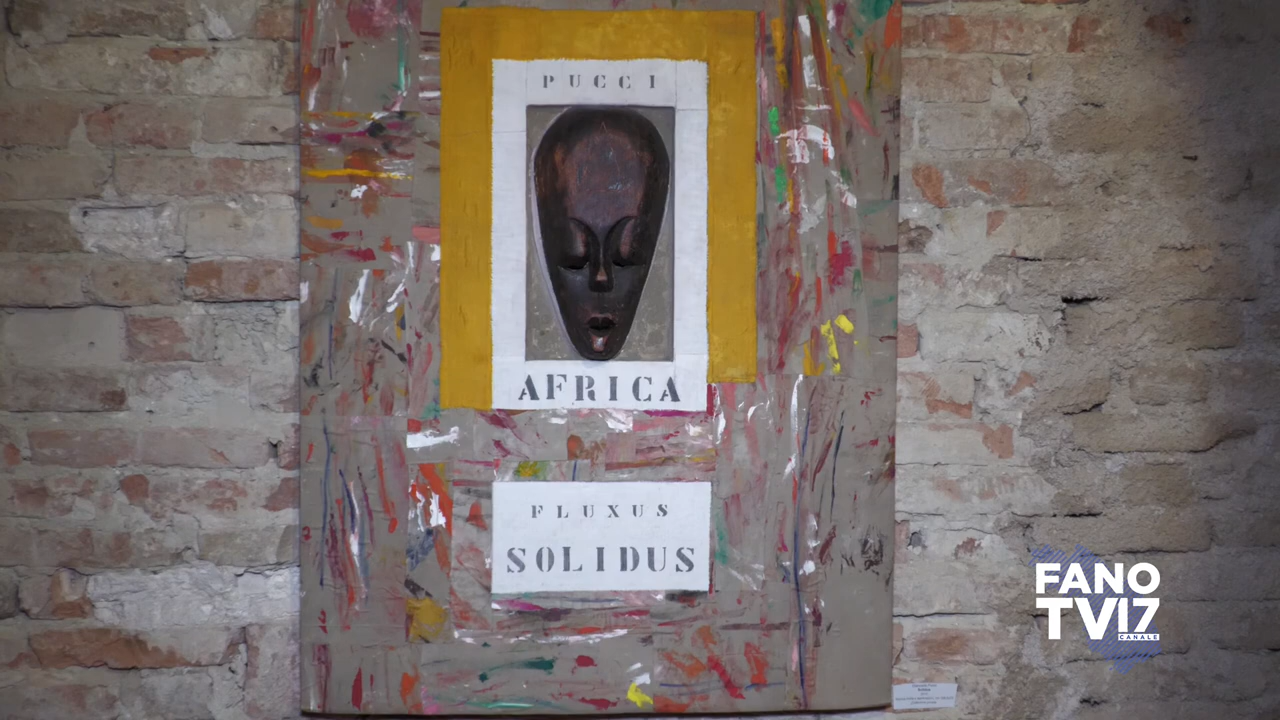 PUCCI
AFRICA
FLUXUS
SOLIDUS
FANO
TV17
CANALE